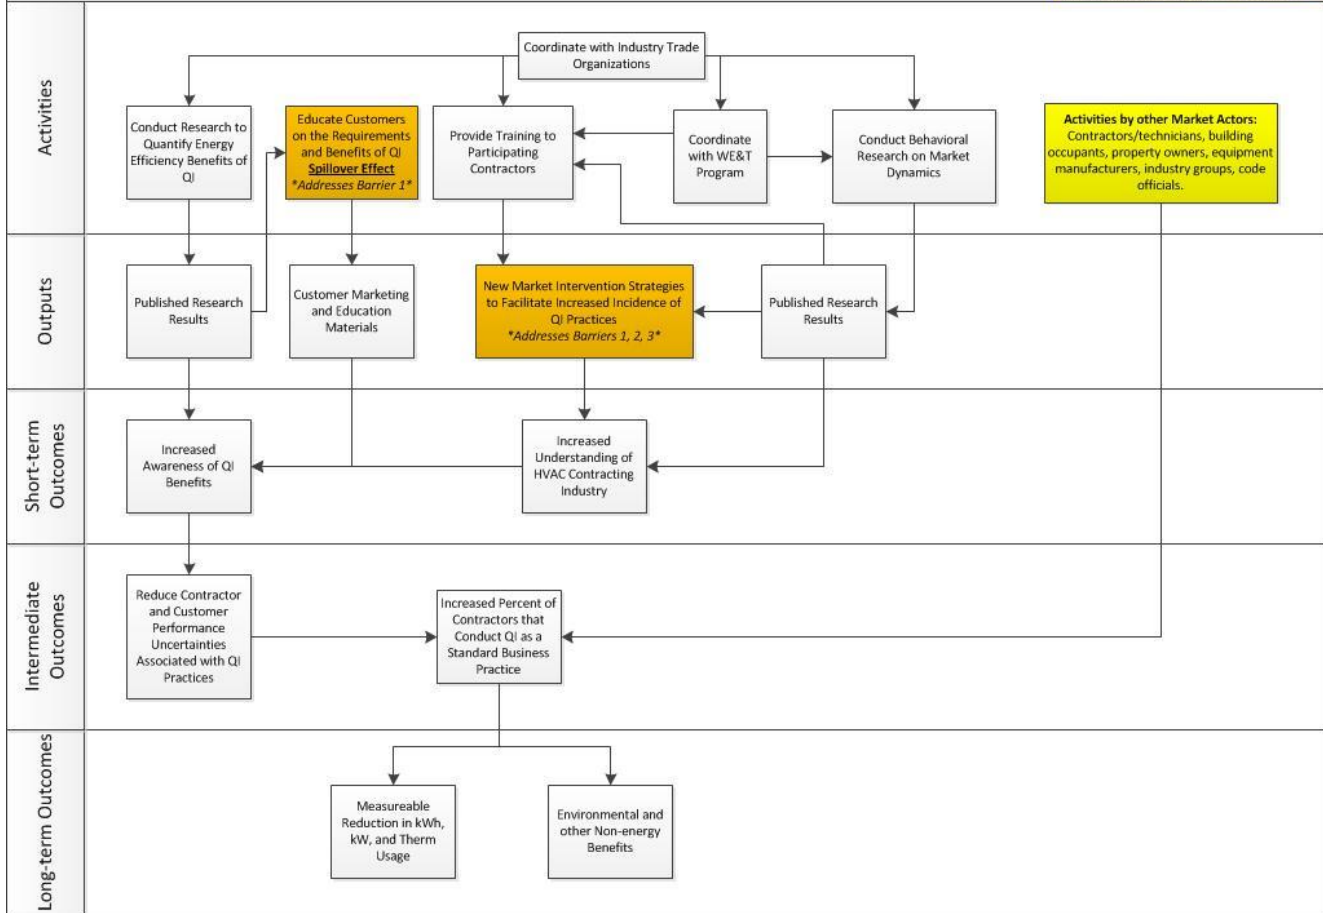 Activities
Coordinate with Industry Trade
Organizations
Conduct Research to
Quantify Energy
Efficiency Benefits of
QI
Educate Customers
on the Requirements
and Benefits of QI
Spillover Effect
*Addresses Barrier 1*
Provide Training to
Participating
Contractors
Coordinate
with WE&T
Program
Conduct Behavioral
Research on Market
Dynamics
Activities by other Market Actors:
Contractors/technicians, building
occupants, property owners, equipment
manufacturers, industry groups, code
officials.
Outputs
Published Research
Results
Customer Marketing
and Education
Materials
New Market Intervention Strategies
to Facilitate Increased Incidence of
QI Practices
*Addresses Barriers 1, 2, 3*
Published Research
Results
Short-term
Outcomes
Increased
Awareness of QI
Benefits
Increased
Understanding of
HVAC Contracting
Industry
Intermediate
Outcomes
Reduce Contractor
and Customer
Performance
Uncertainties
Associated with QI
Practices
Increased Percent of
Contractors that
Conduct QI as a
Standard Business
Practice
Long-term Outcomes
Measureable
Reduction in kWh,
kW, and Therm
Usage
Environmental and
other Non-energy
Benefits